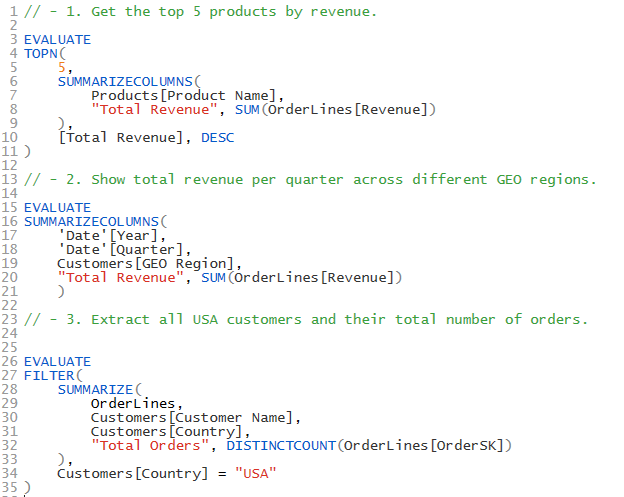 1 // - 1. Get the top 5 products by revenue.
2
3 EVALUATE
4 TOPN(
5     5,
6     SUMMARIZECOLUMNS(
7         Products[Product Name],
8         "Total Revenue", SUM(OrderLines[Revenue])
9     ),
10     [Total Revenue], DESC
11 )
12
13 // - 2. Show total revenue per quarter across different GEO regions.
14
15 EVALUATE
16 SUMMARIZECOLUMNS(
17     'Date'[Year],
18     'Date'[Quarter],
19     Customers[GEO Region],
20     "Total Revenue", SUM(OrderLines[Revenue])
21     )
22
23 // - 3. Extract all USA customers and their total number of orders.
24
25
26 EVALUATE
27 FILTER(
28     SUMMARIZE(
29         OrderLines,
30         Customers[Customer Name],
31         Customers[Country],
32         "Total Orders", DISTINCTCOUNT(OrderLines[OrderSK])
33     ),
34     Customers[Country] = "USA"
35 )